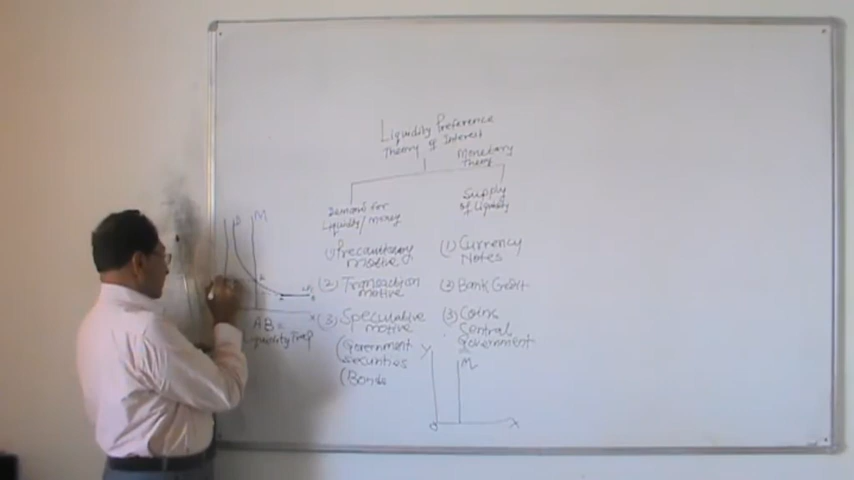 Liquidity Preference
Theory of Interest
Monetary
Theory
Demand for
Liquidity/money
(1) Precautionary
motive
(2) Transaction
motive
(3) Speculative
motive
(Government
securities
(Bonds
Supply
of liquidity
(1) Currency
Notes
(2) Bank Credit
(3) Coins
Central
Government
M
AB =
Liquidity Trap
X
Y
M
O
X